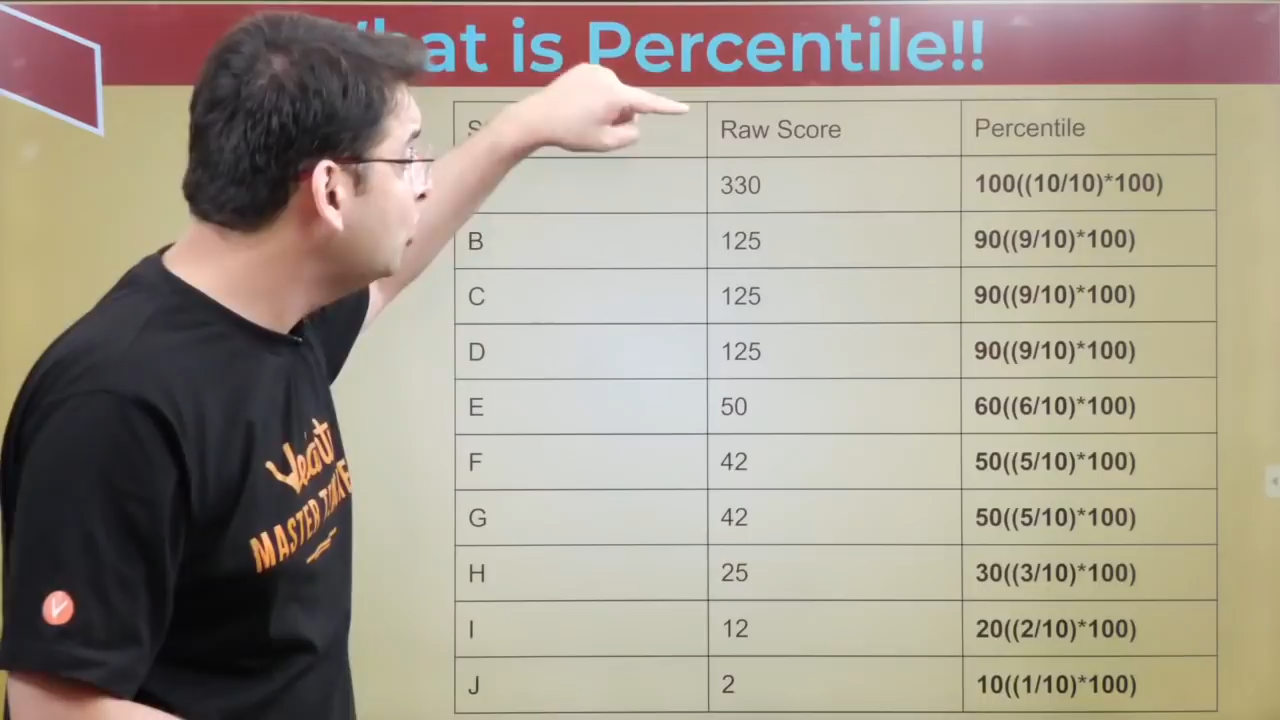 hat is Percentile!!
S Raw Score Percentile
330 100((10/10)*100)
B 125 90((9/10)*100)
C 125 90((9/10)*100)
D 125 90((9/10)*100)
E 50 60((6/10)*100)
F 42 50((5/10)*100)
G 42 50((5/10)*100)
H 25 30((3/10)*100)
I 12 20((2/10)*100)
J 2 10((1/10)*100)
MASTER